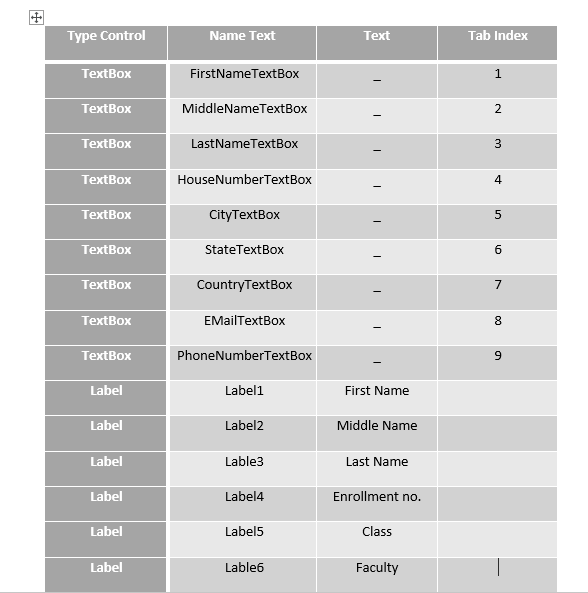 Type Control Name Text Text Tab Index
TextBox FirstNameTextBox _ 1
TextBox MiddleNameTextBox _ 2
TextBox LastNameTextBox _ 3
TextBox HouseNumberTextBox _ 4
TextBox CityTextBox _ 5
TextBox StateTextBox _ 6
TextBox CountryTextBox _ 7
TextBox EMailTextBox _ 8
TextBox PhoneNumberTextBox _ 9
Label Label1 First Name
Label Label2 Middle Name
Label Lable3 Last Name
Label Label4 Enrollment no.
Label Label5 Class
Label Lable6 Faculty